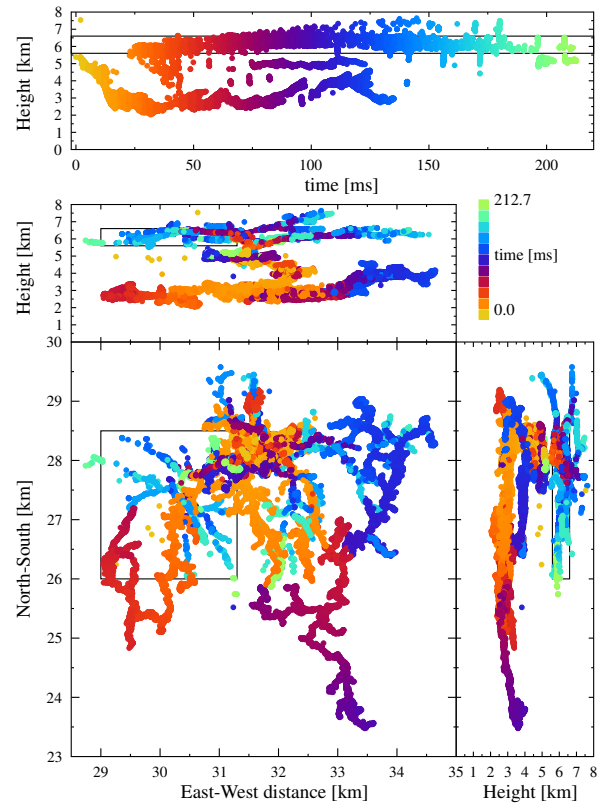 8
7
6
5
4
3
2
1
0
Height [km]
0 50 100 150 200
time [ms]
8
7
6
5
4
3
2
1
Height [km]
212.7
time [ms]
0.0
30
29
28
27
26
25
24
23
North-South [km]
29 30 31 32 33 34 35
East-West distance [km]
1 2 3 4 5 6 7 8
Height [km]